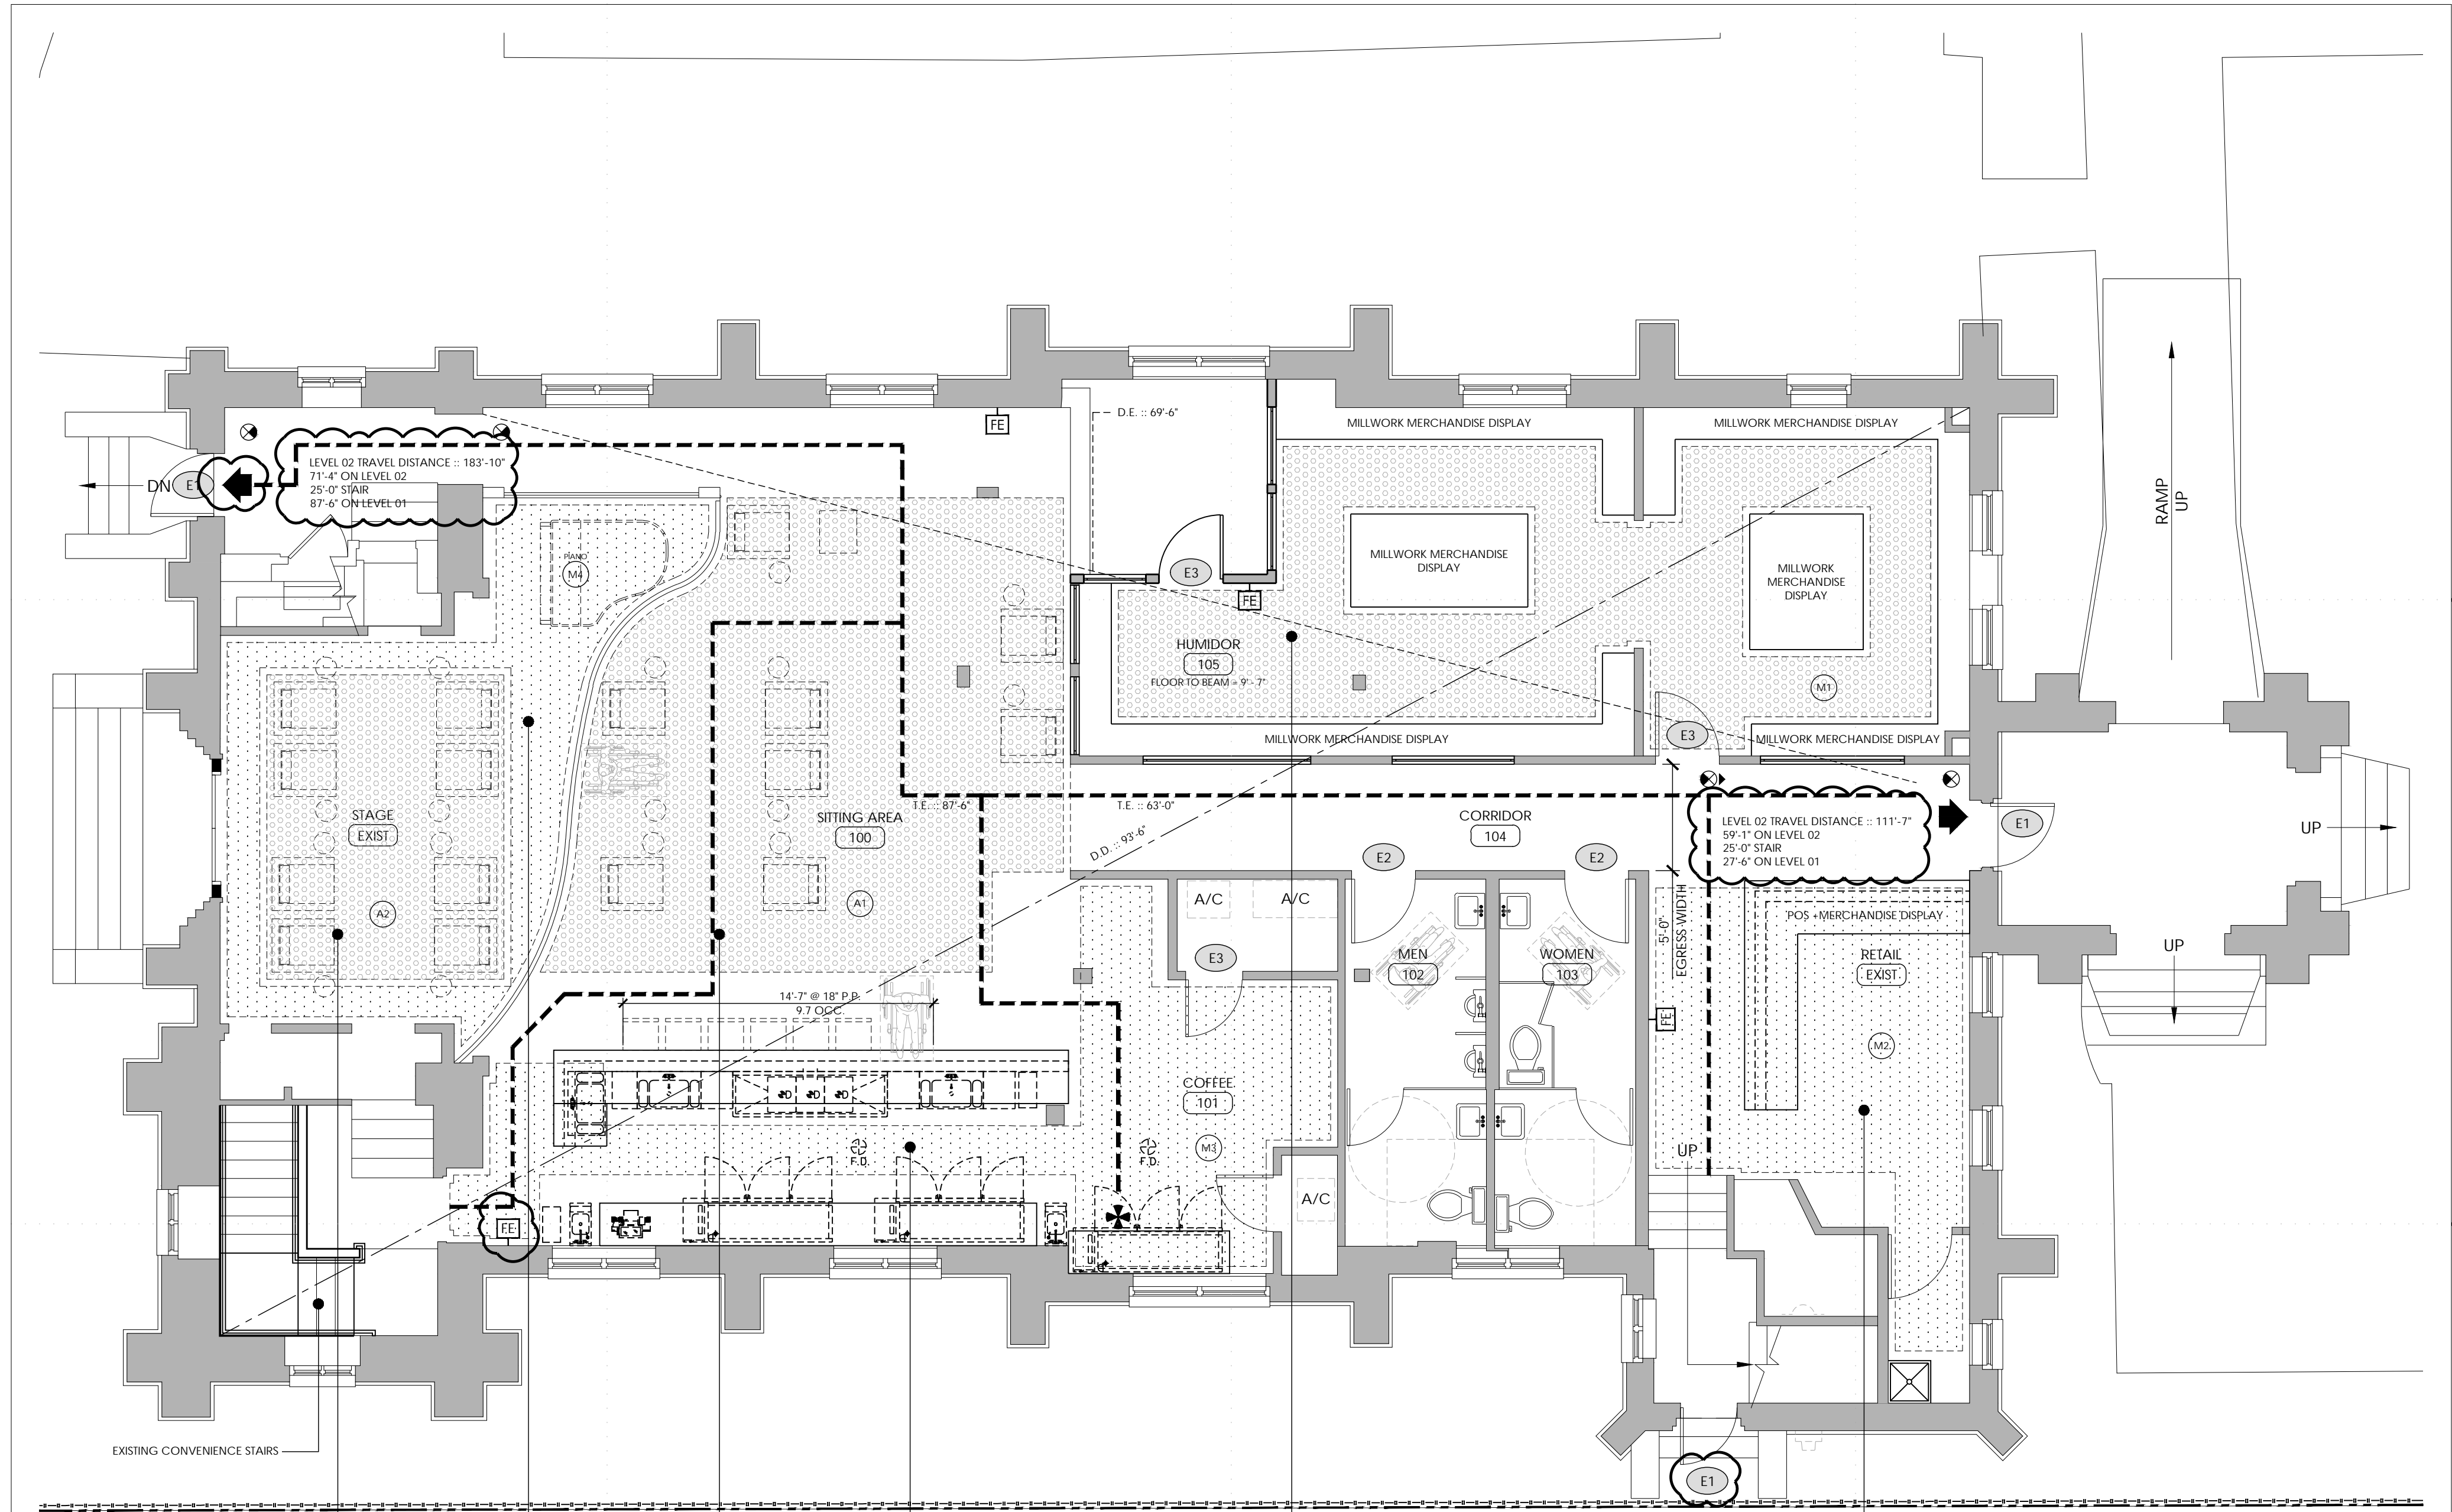 D.E. :: 69'-6"
FE
MILLWORK MERCHANDISE DISPLAY
MILLWORK MERCHANDISE DISPLAY
LEVEL 02 TRAVEL DISTANCE :: 183'-10"
71'-4" ON LEVEL 02
25'-0" STAIR
87'-6" ON LEVEL 01
DN
E1
RAMP
UP
PIANO
M4
MILLWORK MERCHANDISE
DISPLAY
MILLWORK
MERCHANDISE
DISPLAY
E3
FE
HUMIDOR
105
FLOOR TO BEAM = 9' - 7"
M1
E3
MILLWORK MERCHANDISE DISPLAY
MILLWORK MERCHANDISE DISPLAY
STAGE
EXIST
SITTING AREA
100
T.E. :: 87'-6"
T.E. :: 63'-0"
D.D. :: 93'-6"
CORRIDOR
104
LEVEL 02 TRAVEL DISTANCE :: 111'-7"
59'-1" ON LEVEL 02
25'-0" STAIR
27'-6" ON LEVEL 01
E1
UP
E2
E2
A2
A1
A/C
A/C
5'-0"
EGRESS WIDTH
POS +MERCHANDISE DISPLAY
E3
MEN
102
WOMEN
103
RETAIL
EXIST
UP
14'-7" @ 18" P.P.
9.7 OCC.
FE
M2
COFFEE
101
M3
F.D.
F.D.
UP
A/C
FE
EXISTING CONVENIENCE STAIRS
E1